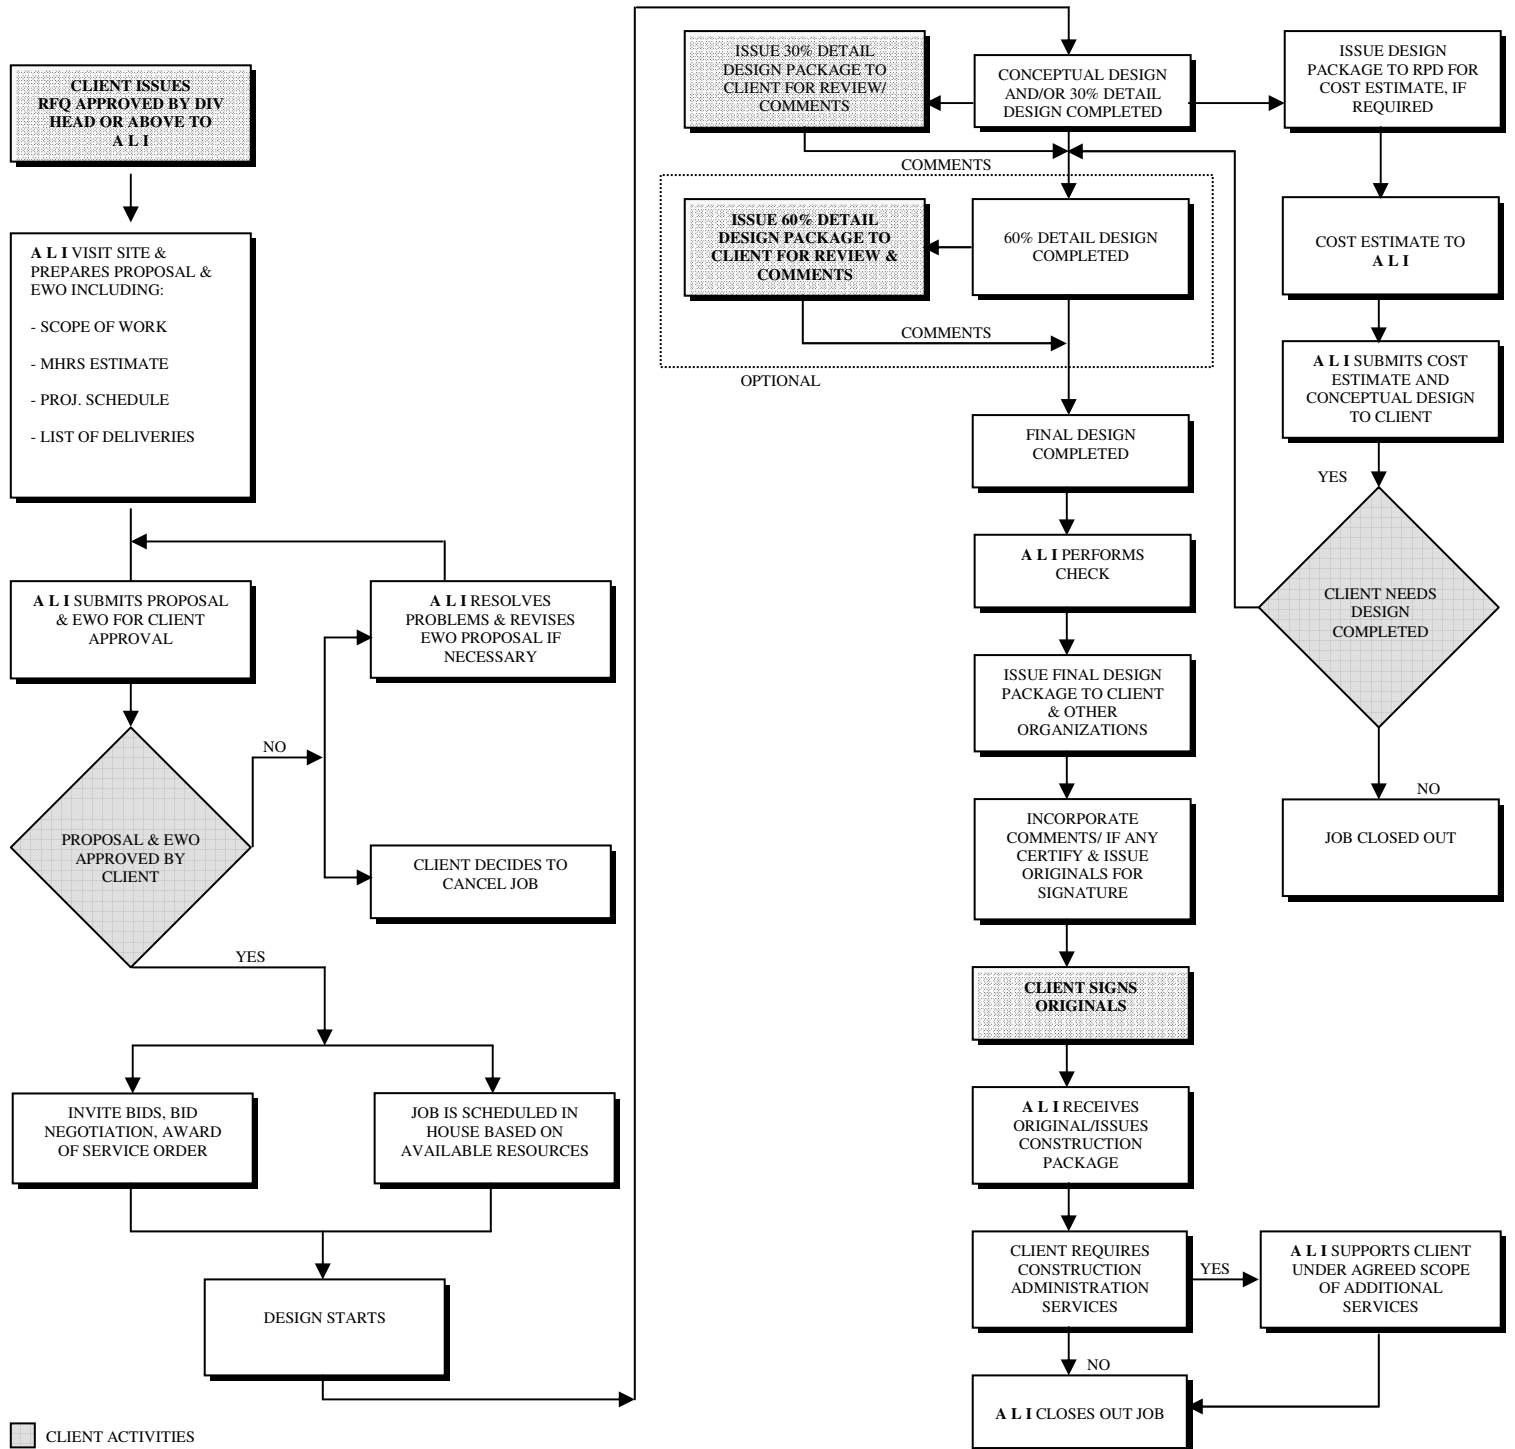 CLIENT ISSUES
RFQ APPROVED BY DIV
HEAD OR ABOVE TO
A L I
A L I VISIT SITE &
PREPARES PROPOSAL &
EWO INCLUDING:
- SCOPE OF WORK
- MHRS ESTIMATE
- PROJ. SCHEDULE
- LIST OF DELIVERIES
A L I SUBMITS PROPOSAL
& EWO FOR CLIENT
APPROVAL
A L I RESOLVES
PROBLEMS & REVISES
EWO PROPOSAL IF
NECESSARY
NO
PROPOSAL & EWO
APPROVED BY
CLIENT
CLIENT DECIDES TO
CANCEL JOB
YES
INVITE BIDS, BID
NEGOTIATION, AWARD
OF SERVICE ORDER
JOB IS SCHEDULED IN
HOUSE BASED ON
AVAILABLE RESOURCES
DESIGN STARTS
CLIENT ACTIVITIES
ISSUE 30% DETAIL
DESIGN PACKAGE TO
CLIENT FOR REVIEW/
COMMENTS
CONCEPTUAL DESIGN
AND/OR 30% DETAIL
DESIGN COMPLETED
COMMENTS
ISSUE 60% DETAIL
DESIGN PACKAGE TO
CLIENT FOR REVIEW &
COMMENTS
60% DETAIL DESIGN
COMPLETED
COMMENTS
OPTIONAL
FINAL DESIGN
COMPLETED
A L I PERFORMS
CHECK
ISSUE FINAL DESIGN
PACKAGE TO CLIENT
& OTHER
ORGANIZATIONS
INCORPORATE
COMMENTS/ IF ANY
CERTIFY & ISSUE
ORIGINALS FOR
SIGNATURE
CLIENT SIGNS
ORIGINALS
A L I RECEIVES
ORIGINAL/ISSUES
CONSTRUCTION
PACKAGE
CLIENT REQUIRES
CONSTRUCTION
ADMINISTRATION
SERVICES
YES
A L I SUPPORTS CLIENT
UNDER AGREED SCOPE
OF ADDITIONAL
SERVICES
NO
A L I CLOSES OUT JOB
ISSUE DESIGN
PACKAGE TO RPD FOR
COST ESTIMATE, IF
REQUIRED
COST ESTIMATE TO
A L I
A L I SUBMITS COST
ESTIMATE AND
CONCEPTUAL DESIGN
TO CLIENT
YES
CLIENT NEEDS
DESIGN
COMPLETED
NO
JOB CLOSED OUT